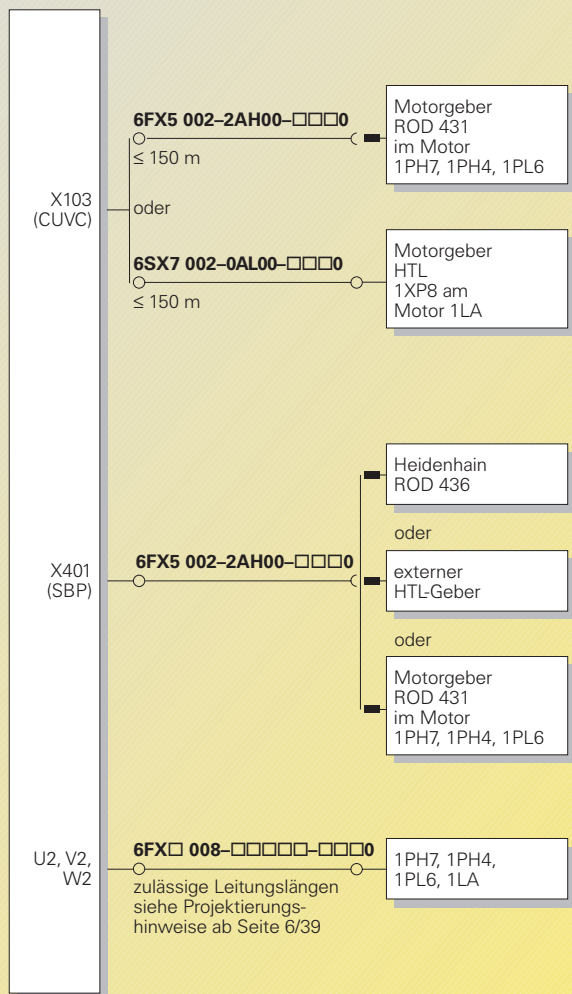 6FX5 002–2AH00–□□□0
≤ 150 m
Motorgeber
ROD 431
im Motor
1PH7, 1PH4, 1PL6
X103
(CUVC)
oder
6SX7 002–0AL00–□□□0
≤ 150 m
Motorgeber
HTL
1XP8 am
Motor 1LA
Heidenhain
ROD 436
oder
X401
(SBP)
6FX5 002–2AH00–□□□0
externer
HTL-Geber
oder
Motorgeber
ROD 431
im Motor
1PH7, 1PH4, 1PL6
U2, V2,
W2
6FX□ 008–□□□□□–□□□0
zulässige Leitungslängen
siehe Projektierungs-
hinweise ab Seite 6/39
1PH7, 1PH4,
1PL6, 1LA